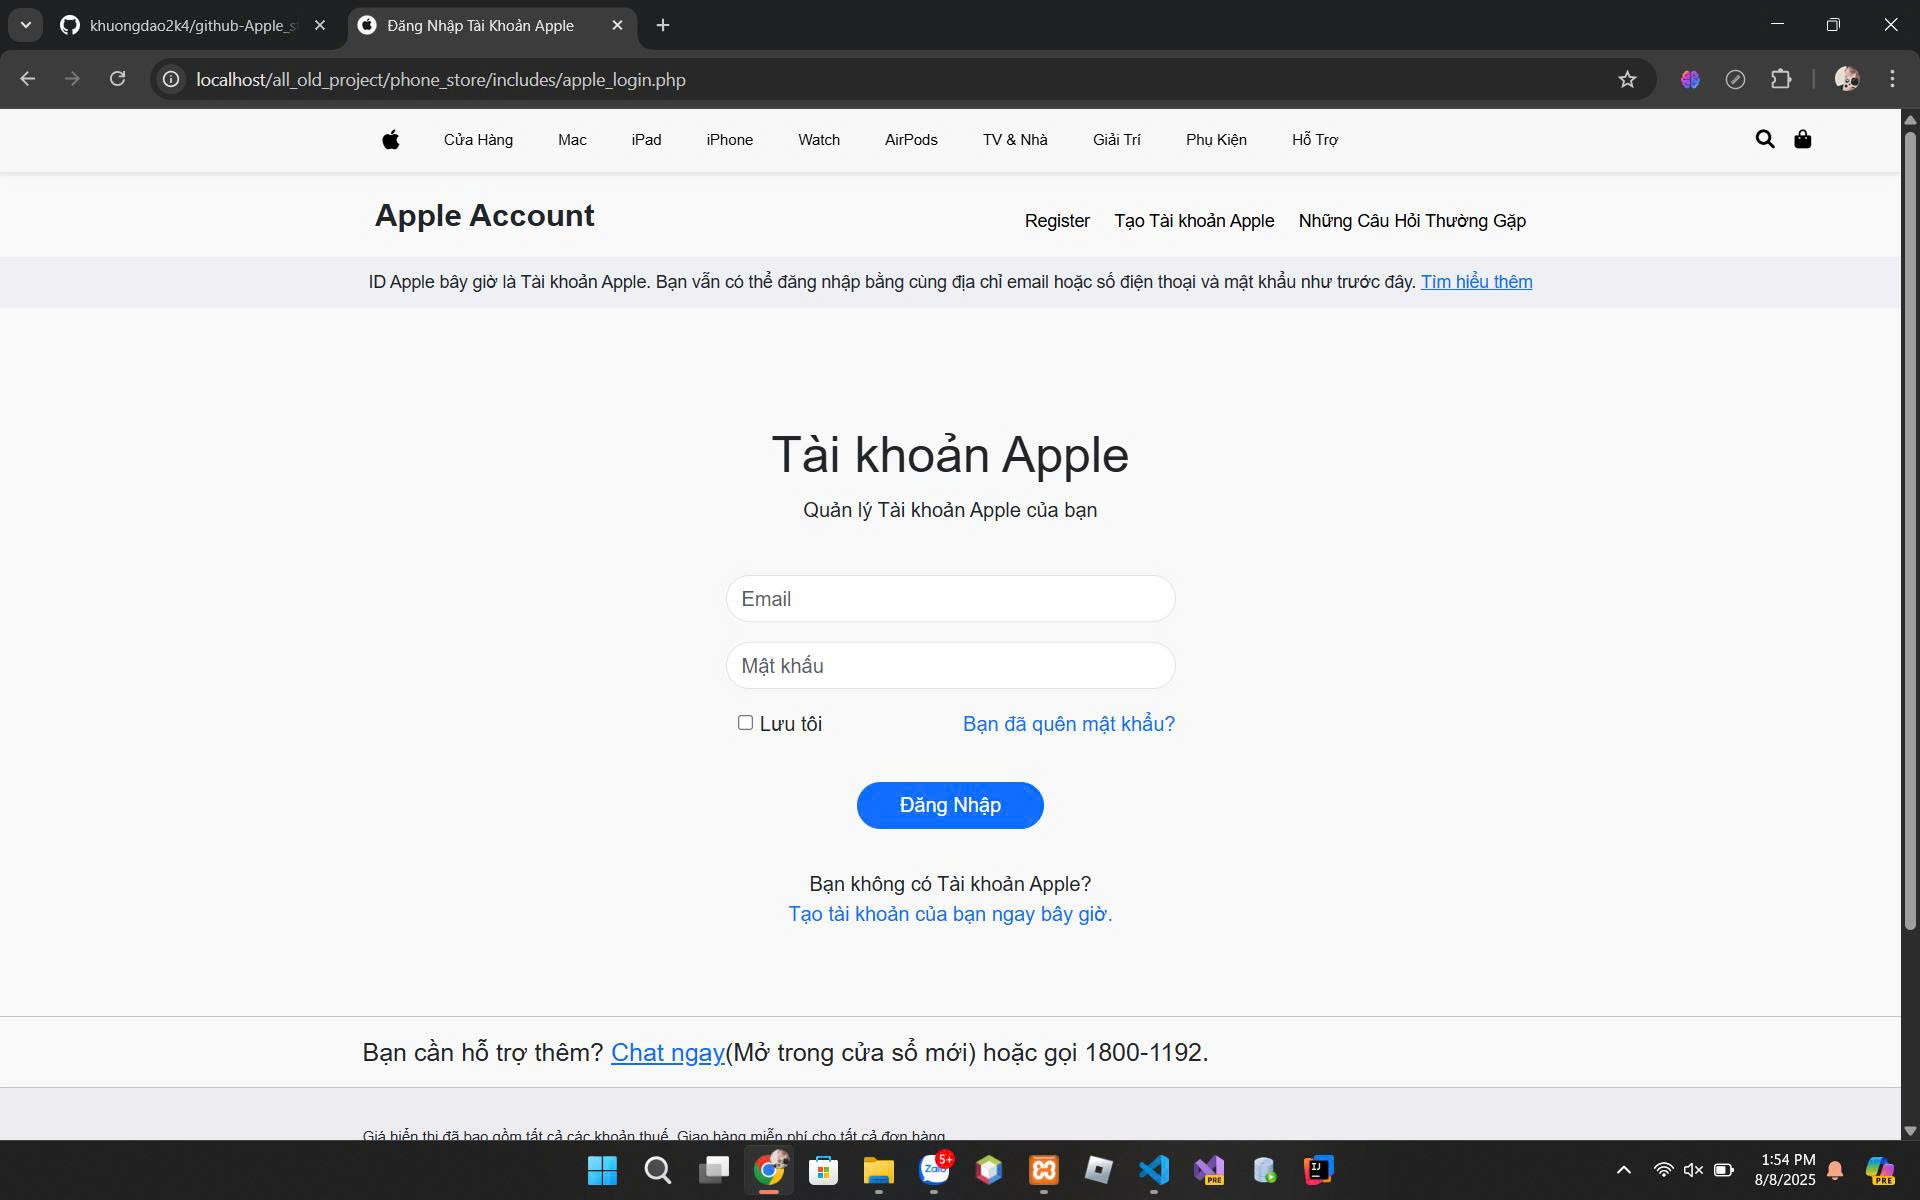 khuongdao2k4/github-Apple_s
Đăng Nhập Tài Khoản Apple
localhost/all_old_project/phone_store/includes/apple_login.php
Cửa Hàng Mac iPad iPhone Watch AirPods TV & Nhà Giải Trí Phụ Kiện Hỗ Trợ
Apple Account
Register Tạo Tài khoản Apple Những Câu Hỏi Thường Gặp
ID Apple bây giờ là Tài khoản Apple. Bạn vẫn có thể đăng nhập bằng cùng địa chỉ email hoặc số điện thoại và mật khẩu như trước đây. Tìm hiểu thêm
Tài khoản Apple
Quản lý Tài khoản Apple của bạn
Email
Mật khẩu
Lưu tôi Bạn đã quên mật khẩu?
Đăng Nhập
Bạn không có Tài khoản Apple?
Tạo tài khoản của bạn ngay bây giờ.
Bạn cần hỗ trợ thêm? Chat ngay(Mở trong cửa sổ mới) hoặc gọi 1800-1192.
Giá hiển thị đã bao gồm tất cả các khoản thuế. Giao hàng miễn phí cho tất cả đơn hàng.
Zalo 5+
PRE
IJ
1:54 PM
8/8/2025
PRE